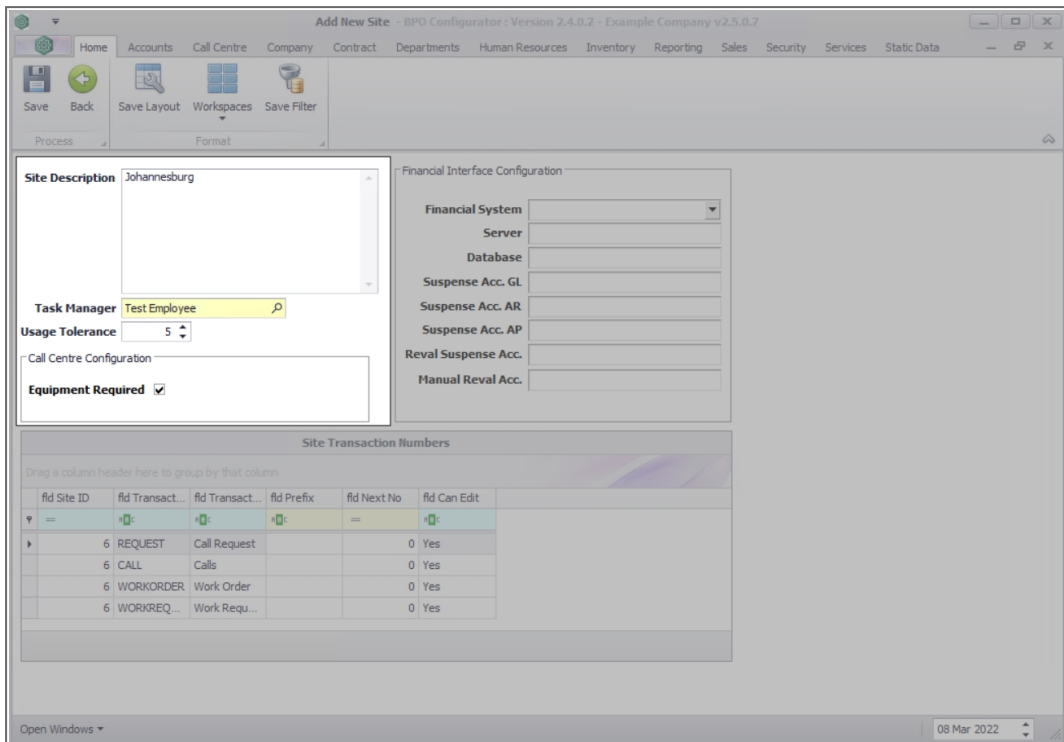 Add New Site - BPO Configurator : Version 2.4.0.2 - Example Company v2.5.0.7
Home Accounts Call Centre Company Contract Departments Human Resources Inventory Reporting Sales Security Services Static Data
Save Back Save Layout Workspaces Save Filter
Process Format
Site Description Johannesburg
Task Manager Test Employee
Usage Tolerance 5
Call Centre Configuration
Equipment Required
Financial Interface Configuration
Financial System
Server
Database
Suspense Acc. GL
Suspense Acc. AR
Suspense Acc. AP
Reval Suspense Acc.
Manual Reval Acc.
Site Transaction Numbers
Drag a column header here to group by that column
fld Site ID fld Transact... fld Transact... fld Prefix fld Next No fld Can Edit
= = 
6 REQUEST Call Request 0 Yes
6 CALL Calls 0 Yes
6 WORKORDER Work Order 0 Yes
6 WORKREQ... Work Requ... 0 Yes
Open Windows 08 Mar 2022